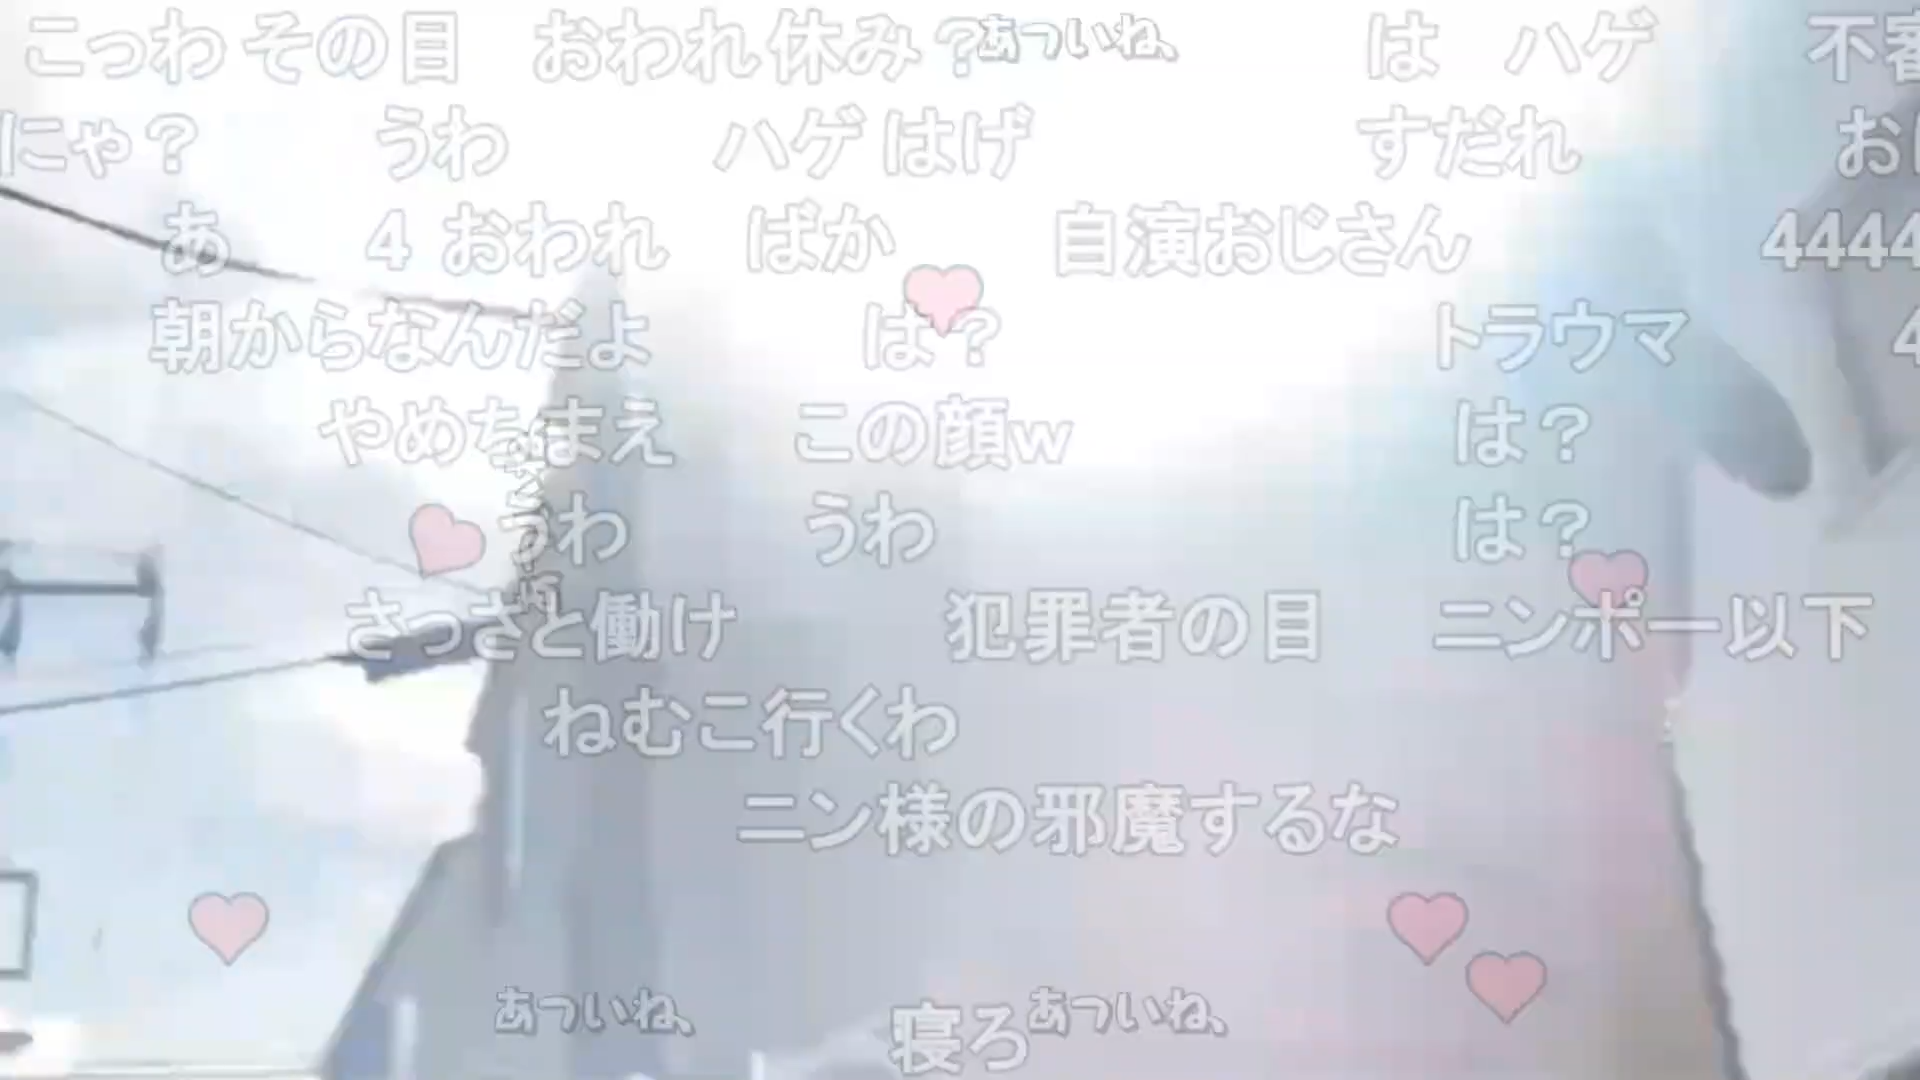 こっわ その目 おわれ 休み？ あついね、 は ハゲ 不審
にゃ？ うわ ハゲ はげ すだれ
あ 4 おわれ ばか 自演おじさん 4444
朝からなんだよ は？ トラウマ 4
やめちまえ この顔w は？
うわ うわ は？
さっさと働け 犯罪者の目 ニンポー以下
ねむこ行くわ
ニン様の邪魔するな
あついね、 寝ろ あついね、